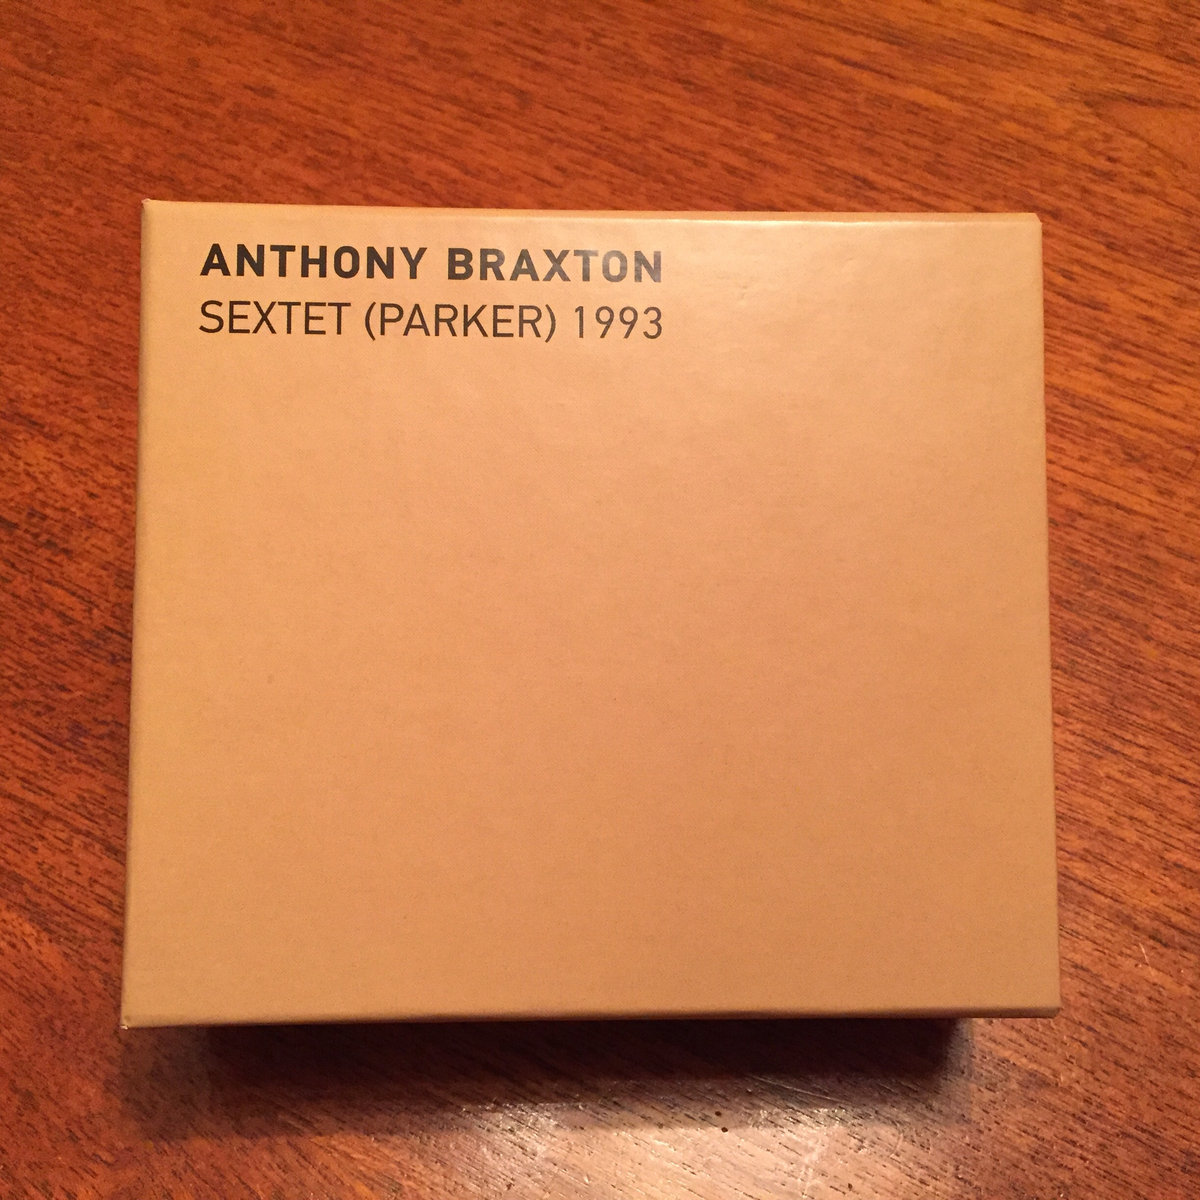 ANTHONY BRAXTON
SEXTET (PARKER) 1993